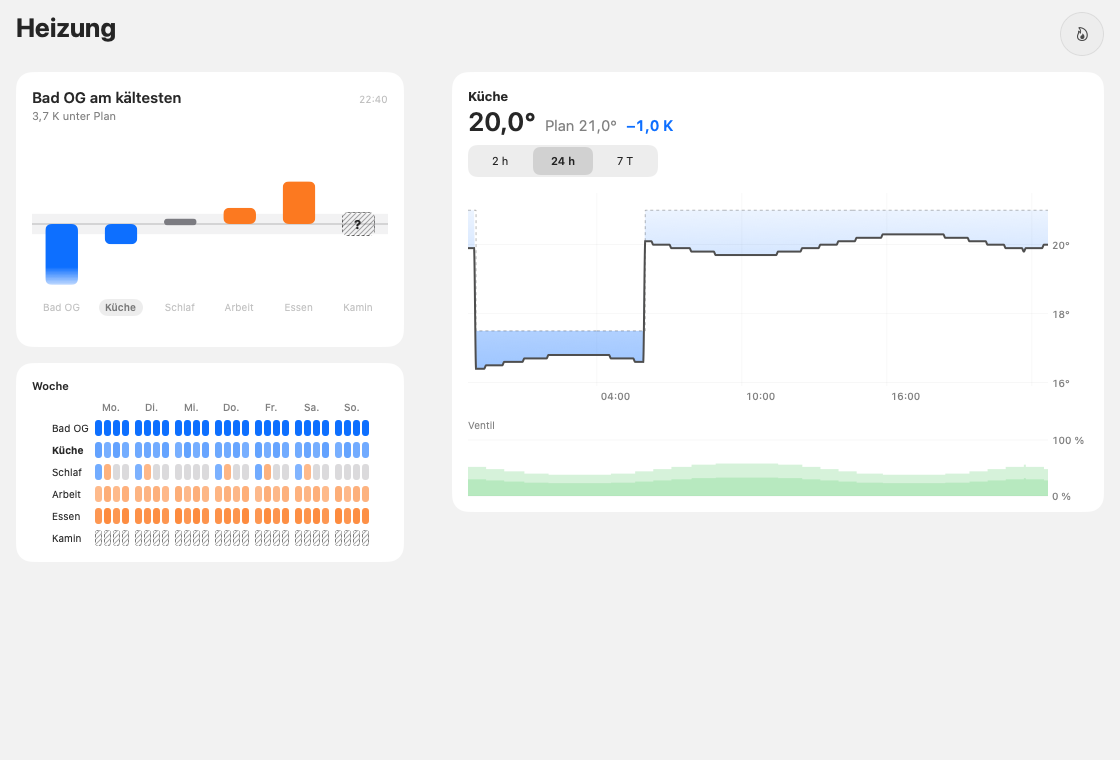 Heizung
Bad OG am kältesten
22:40
3,7 K unter Plan
?
Bad OG Küche Schlaf Arbeit Essen Kamin
Woche
Mo. Di. Mi. Do. Fr. Sa. So.
Bad OG
Küche
Schlaf
Arbeit
Essen
Kamin
Küche
20,0° Plan 21,0° −1,0 K
2 h 24 h 7 T
20°
18°
16°
04:00 10:00 16:00
Ventil
100 %
0 %